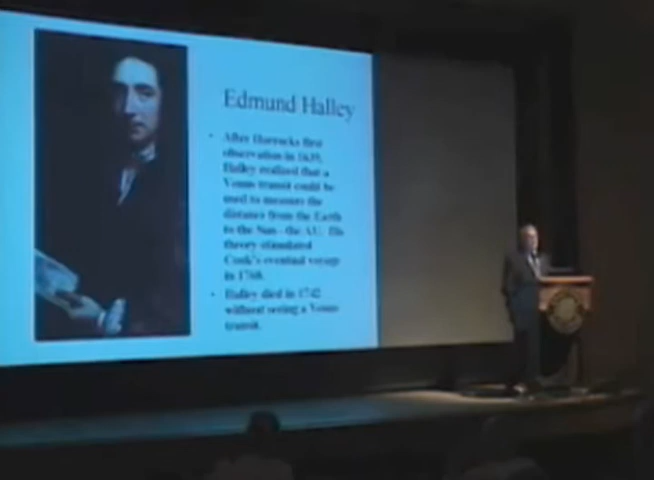 Edmund Halley
• After Horrocks first
observation in 1639,
Halley realized that a
Venus transit could be
used to measure the
distance from the Earth
to the Sun - the AU. His
theory stimulated
Cook's eventual voyage
in 1768.
• Halley died in 1742
without seeing a Venus
transit.